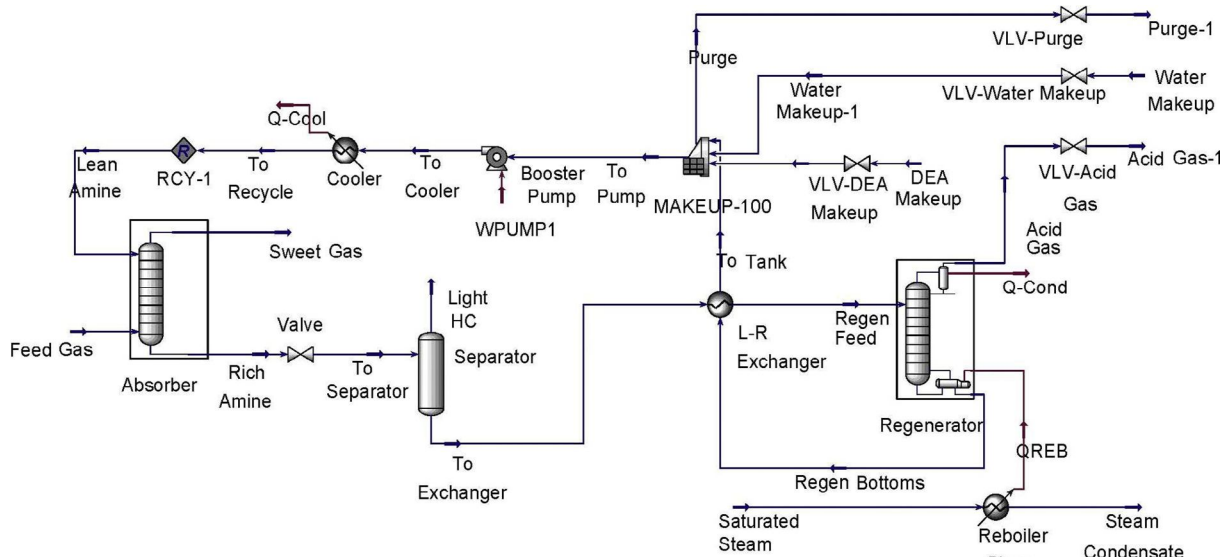 VLV-Purge
Purge-1
Purge
Water
Makeup-1
VLV-Water Makeup
Water
Makeup
Q-Cool
Lean
Amine
RCY-1
To
Recycle
Cooler
To
Cooler
Booster
Pump
WPUMP1
To
Pump
MAKEUP-100
VLV-DEA
Makeup
DEA
Makeup
Acid Gas-1
VLV-Acid
Gas
Acid
Gas
Sweet Gas
To Tank
Q-Cond
Light
HC
Separator
Valve
Feed Gas
Absorber
Rich
Amine
To
Separator
L-R
Exchanger
Regen
Feed
Regenerator
To
Exchanger
Regen Bottoms
QREB
Saturated
Steam
Reboiler
Steam
Condensate
R